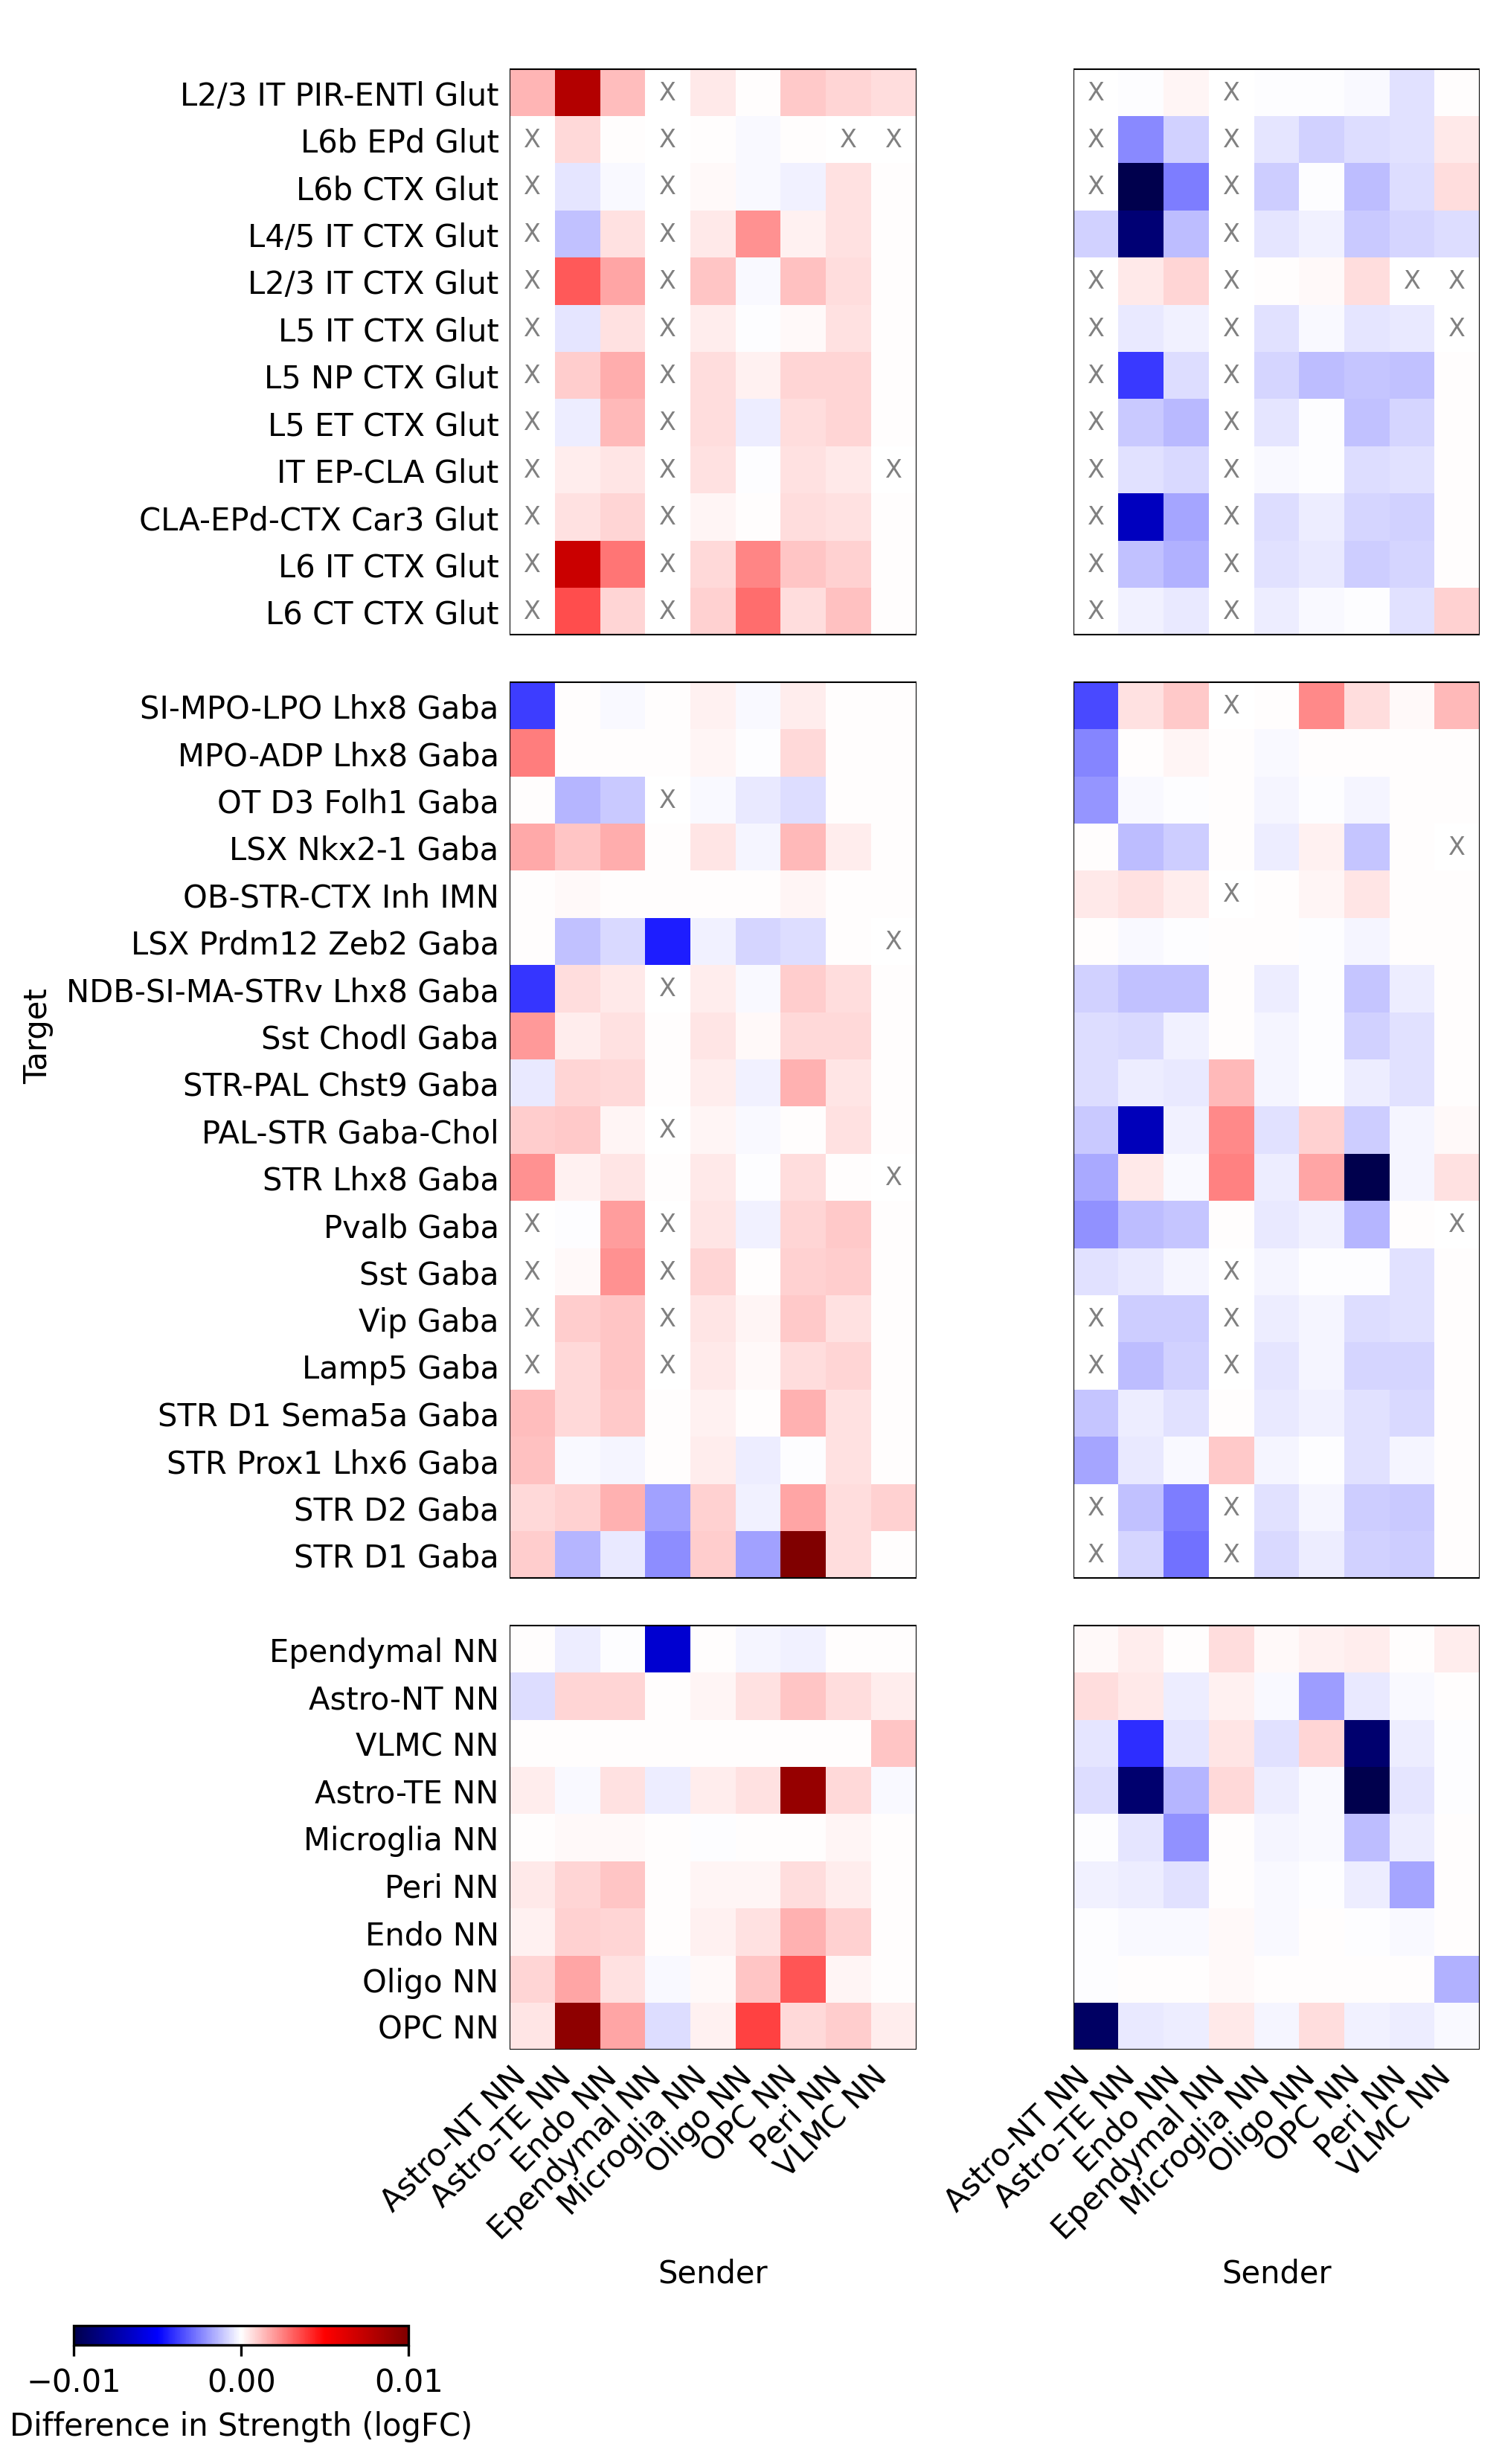 L2/3 IT PIR-ENTl Glut X X X
L6b EPd Glut X X X X X X
L6b CTX Glut X X X X
L4/5 IT CTX Glut X X X
L2/3 IT CTX Glut X X X X X X
L5 IT CTX Glut X X X X X
L5 NP CTX Glut X X X X
L5 ET CTX Glut X X X X
IT EP-CLA Glut X X X X X
CLA-EPd-CTX Car3 Glut X X X X
L6 IT CTX Glut X X X X
L6 CT CTX Glut X X X X
SI-MPO-LPO Lhx8 Gaba X
MPO-ADP Lhx8 Gaba
OT D3 Folh1 Gaba X
LSX Nkx2-1 Gaba X
OB-STR-CTX Inh IMN X
LSX Prdm12 Zeb2 Gaba X
NDB-SI-MA-STRv Lhx8 Gaba X
Sst Chodl Gaba
STR-PAL Chst9 Gaba
PAL-STR Gaba-Chol X
STR Lhx8 Gaba X
Pvalb Gaba X X X
Sst Gaba X X X
Vip Gaba X X X X
Lamp5 Gaba X X X X
STR D1 Sema5a Gaba
STR Prox1 Lhx6 Gaba
STR D2 Gaba X X
STR D1 Gaba X X
Target
Ependymal NN
Astro-NT NN
VLMC NN
Astro-TE NN
Microglia NN
Peri NN
Endo NN
Oligo NN
OPC NN
Astro-NT NN
Astro-TE NN
Endo NN
Ependymal NN
Microglia NN
Oligo NN
OPC NN
Peri NN
VLMC NN
Sender
Astro-NT NN
Astro-TE NN
Endo NN
Ependymal NN
Microglia NN
Oligo NN
OPC NN
Peri NN
VLMC NN
Sender
−0.01 0.00 0.01
Difference in Strength (logFC)